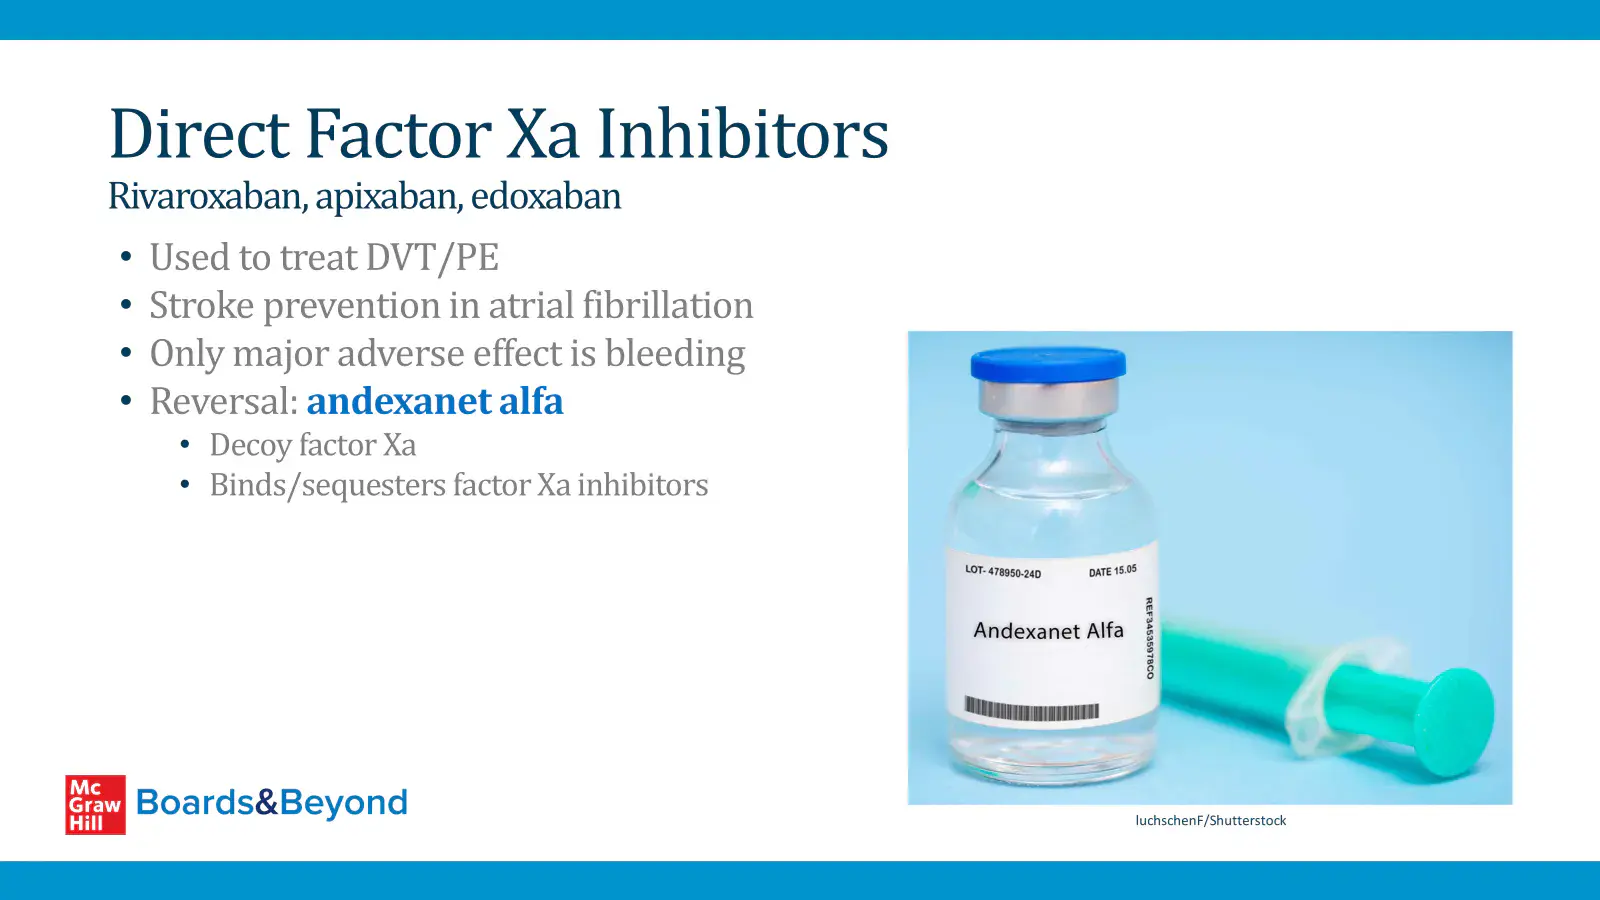 Direct Factor Xa Inhibitors
Rivaroxaban, apixaban, edoxaban
• Used to treat DVT/PE
• Stroke prevention in atrial fibrillation
• Only major adverse effect is bleeding
• Reversal: andexanet alfa
• Decoy factor Xa
• Binds/sequesters factor Xa inhibitors
LOT- 478950-24D DATE 15.05
REF34535978CO
Andexanet Alfa
luchschenF/Shutterstock
Mc
Graw
Hill
Boards&Beyond